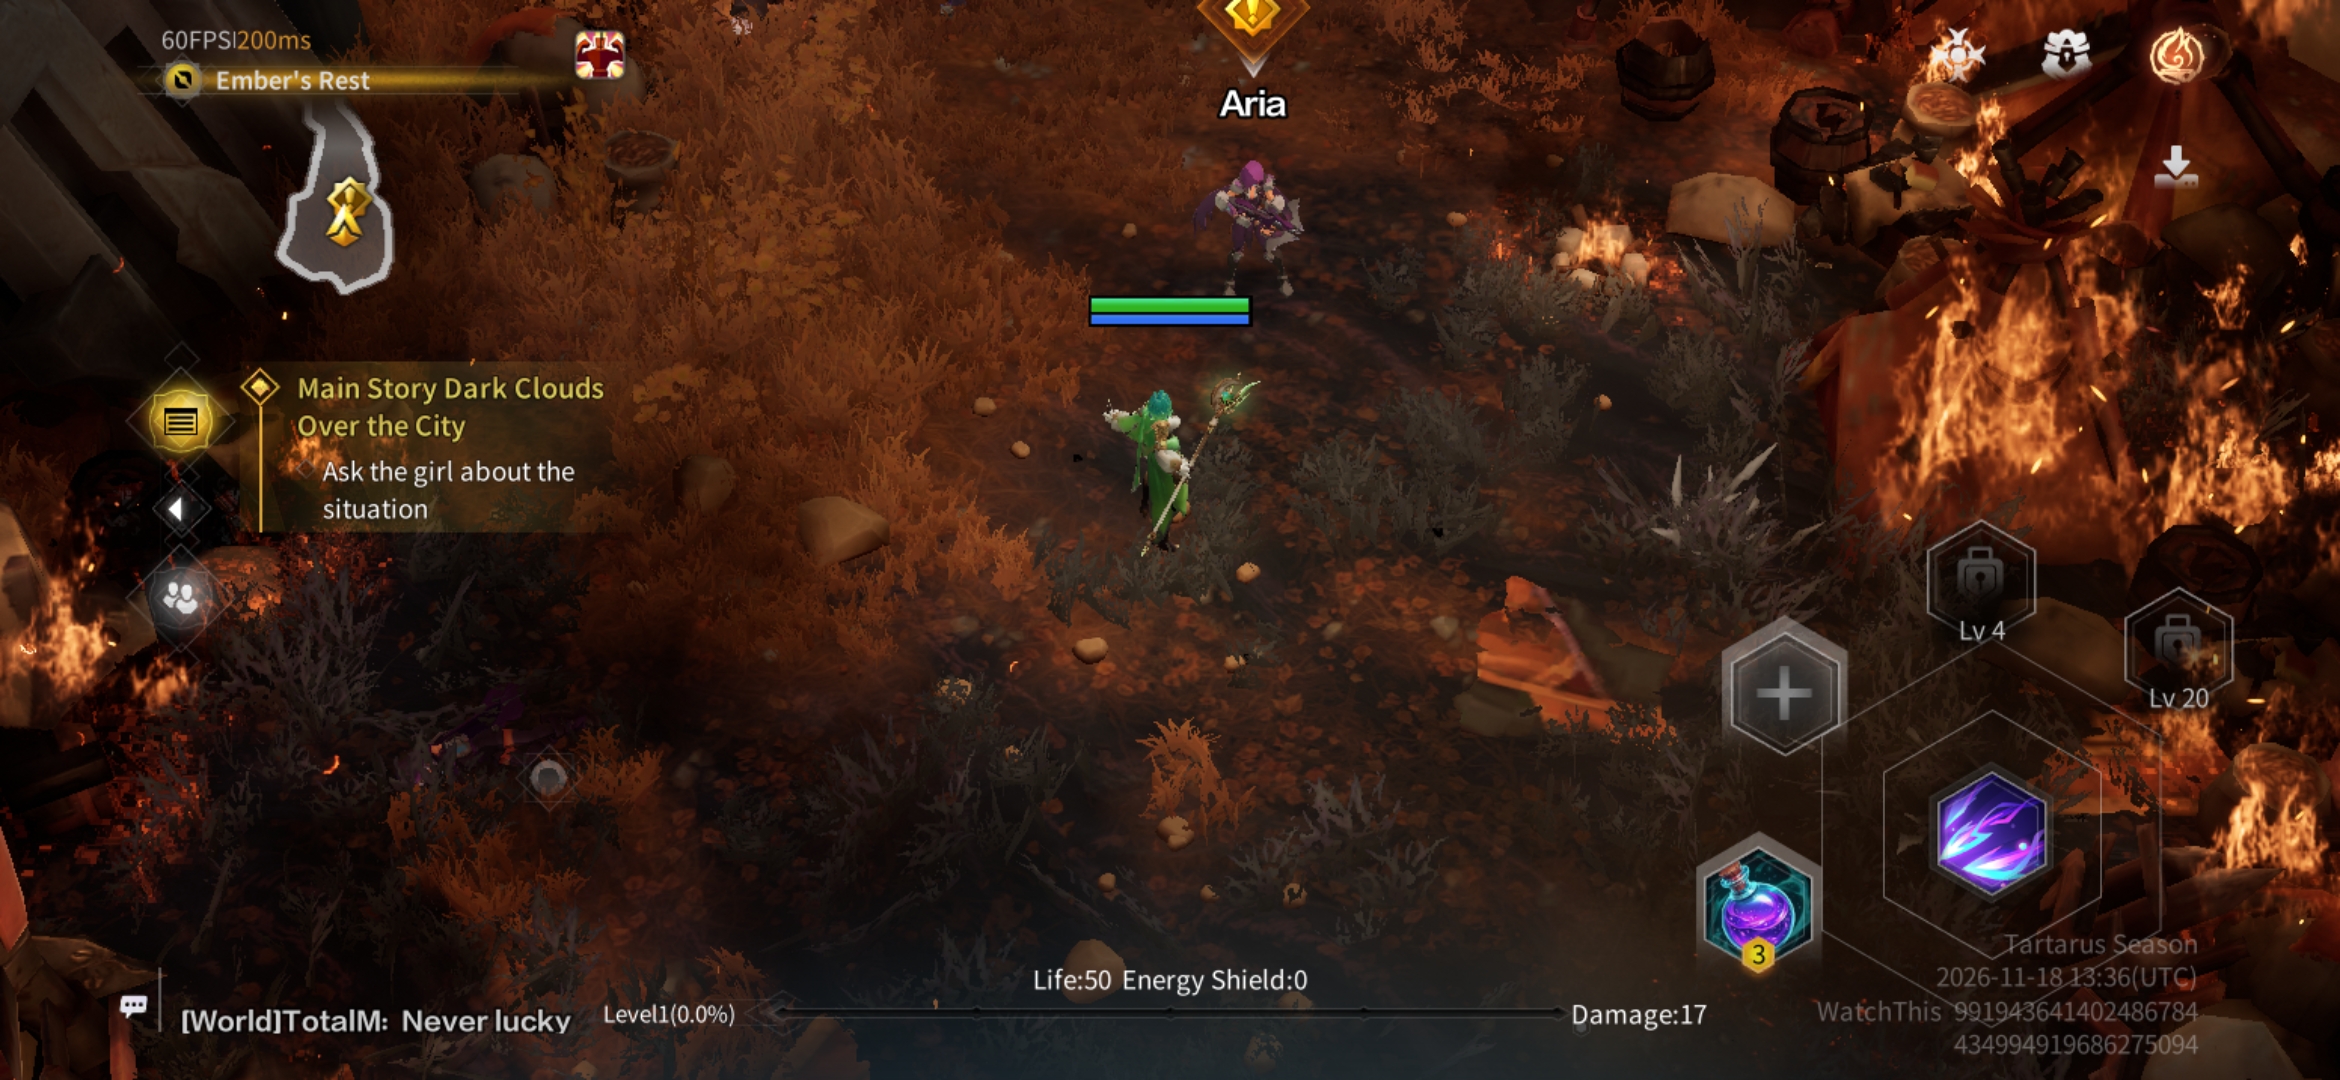 60FPS|200ms
Ember's Rest
Aria
Main Story Dark Clouds
Over the City
Ask the girl about the
situation
Lv 4
Lv 20
3
Tartarus Season
2026-11-18 13:36(UTC)
WatchThis 991943641402486784
434994919686275094
Life:50 Energy Shield:0
[World]TotalM: Never lucky
Level1(0.0%)
Damage:17